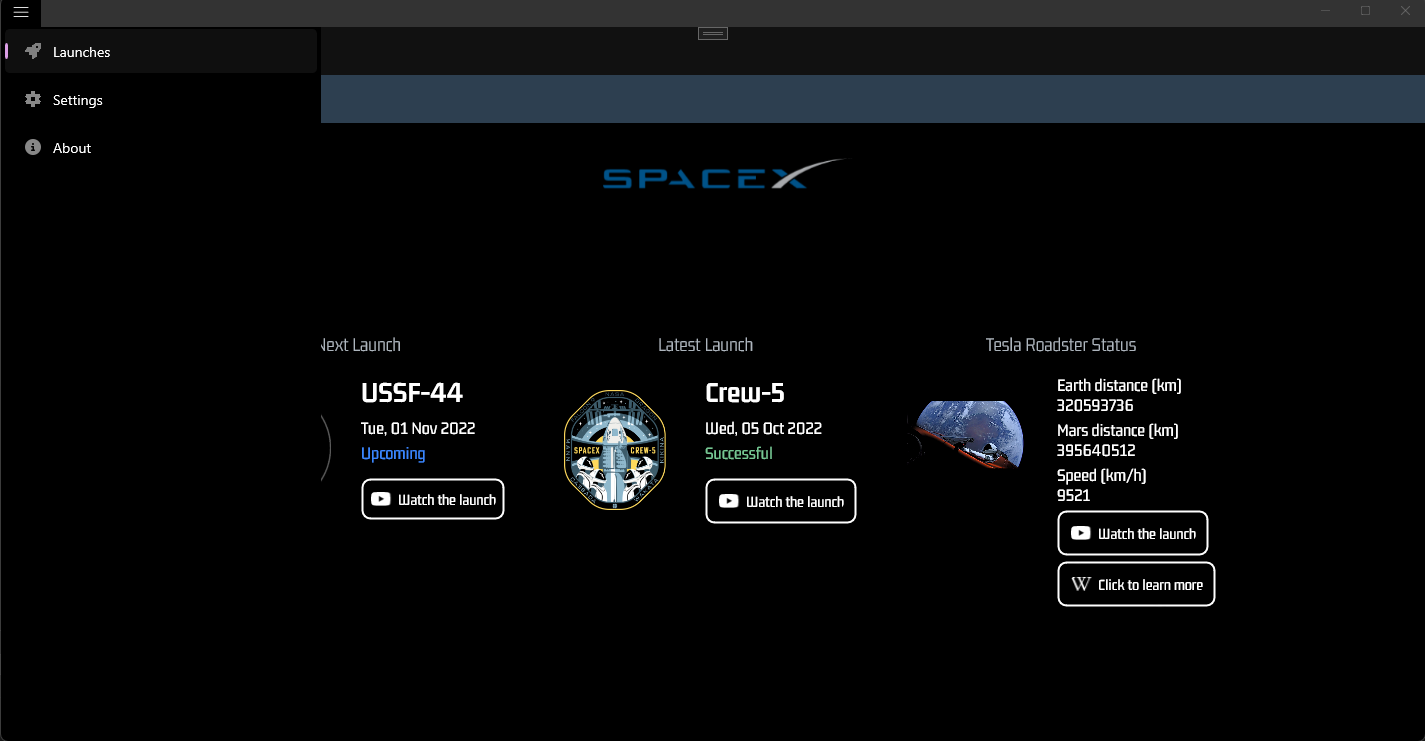 Launches
Settings
About
SPACEX
Next Launch
USSF-44
Tue, 01 Nov 2022
Upcoming
Watch the launch
Latest Launch
SPACEX CREW-5
Crew-5
Wed, 05 Oct 2022
Successful
Watch the launch
Tesla Roadster Status
Earth distance (km)
320593736
Mars distance (km)
395640512
Speed (km/h)
9521
Watch the launch
W Click to learn more